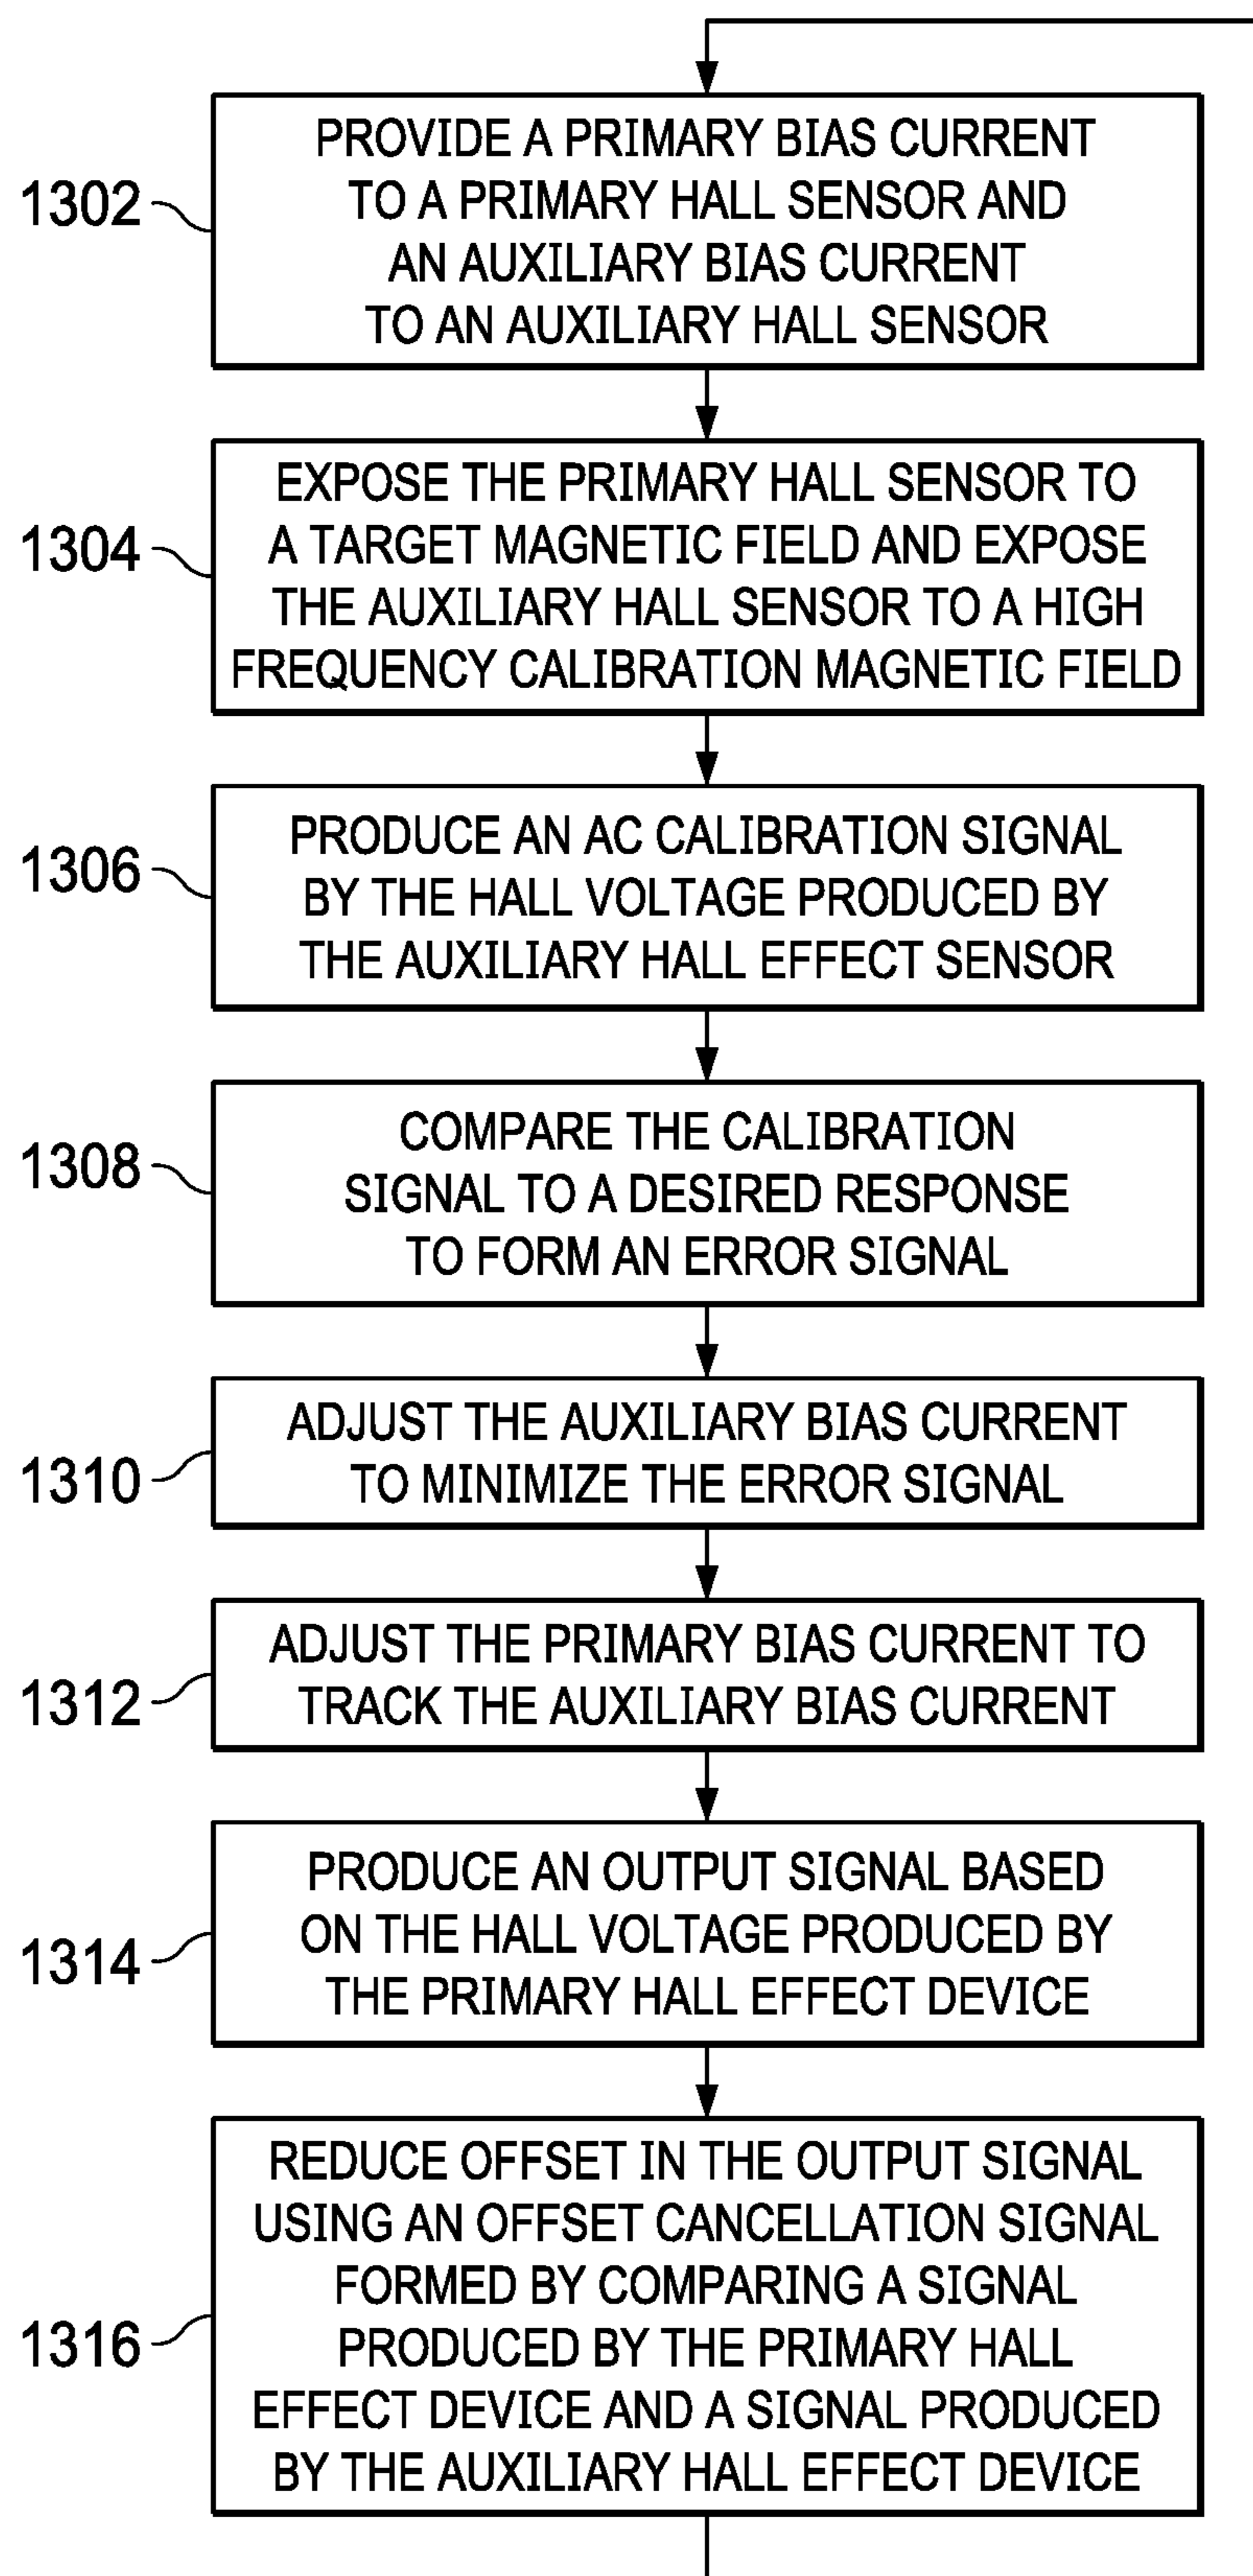 1302
PROVIDE A PRIMARY BIAS CURRENT
TO A PRIMARY HALL SENSOR AND
AN AUXILIARY BIAS CURRENT
TO AN AUXILIARY HALL SENSOR
1304
EXPOSE THE PRIMARY HALL SENSOR TO
A TARGET MAGNETIC FIELD AND EXPOSE
THE AUXILIARY HALL SENSOR TO A HIGH
FREQUENCY CALIBRATION MAGNETIC FIELD
1306
PRODUCE AN AC CALIBRATION SIGNAL
BY THE HALL VOLTAGE PRODUCED BY
THE AUXILIARY HALL EFFECT SENSOR
1308
COMPARE THE CALIBRATION
SIGNAL TO A DESIRED RESPONSE
TO FORM AN ERROR SIGNAL
1310
ADJUST THE AUXILIARY BIAS CURRENT
TO MINIMIZE THE ERROR SIGNAL
1312
ADJUST THE PRIMARY BIAS CURRENT TO
TRACK THE AUXILIARY BIAS CURRENT
1314
PRODUCE AN OUTPUT SIGNAL BASED
ON THE HALL VOLTAGE PRODUCED BY
THE PRIMARY HALL EFFECT DEVICE
1316
REDUCE OFFSET IN THE OUTPUT SIGNAL
USING AN OFFSET CANCELLATION SIGNAL
FORMED BY COMPARING A SIGNAL
PRODUCED BY THE PRIMARY HALL
EFFECT DEVICE AND A SIGNAL PRODUCED
BY THE AUXILIARY HALL EFFECT DEVICE